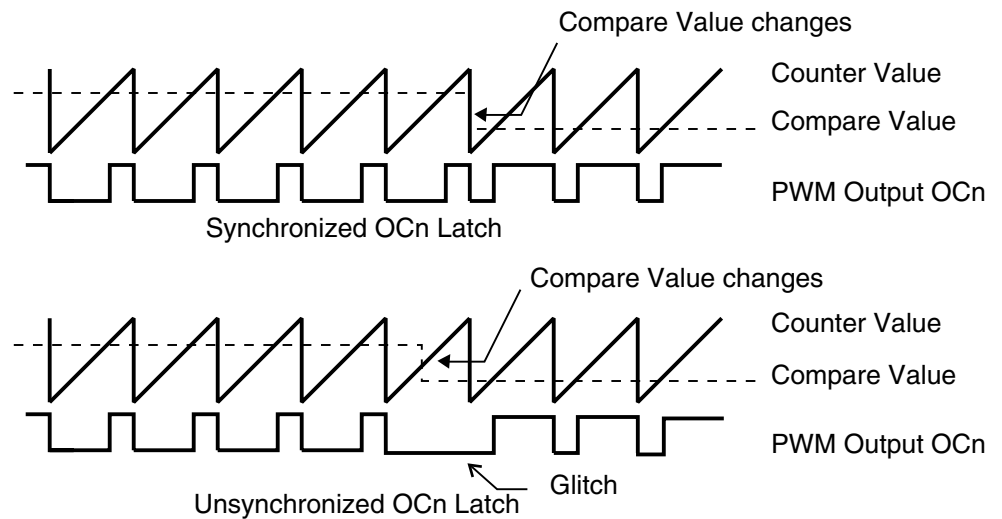 Compare Value changes
Counter Value
Compare Value
PWM Output OCn
Synchronized OCn Latch
Compare Value changes
Counter Value
Compare Value
PWM Output OCn
Glitch
Unsynchronized OCn Latch